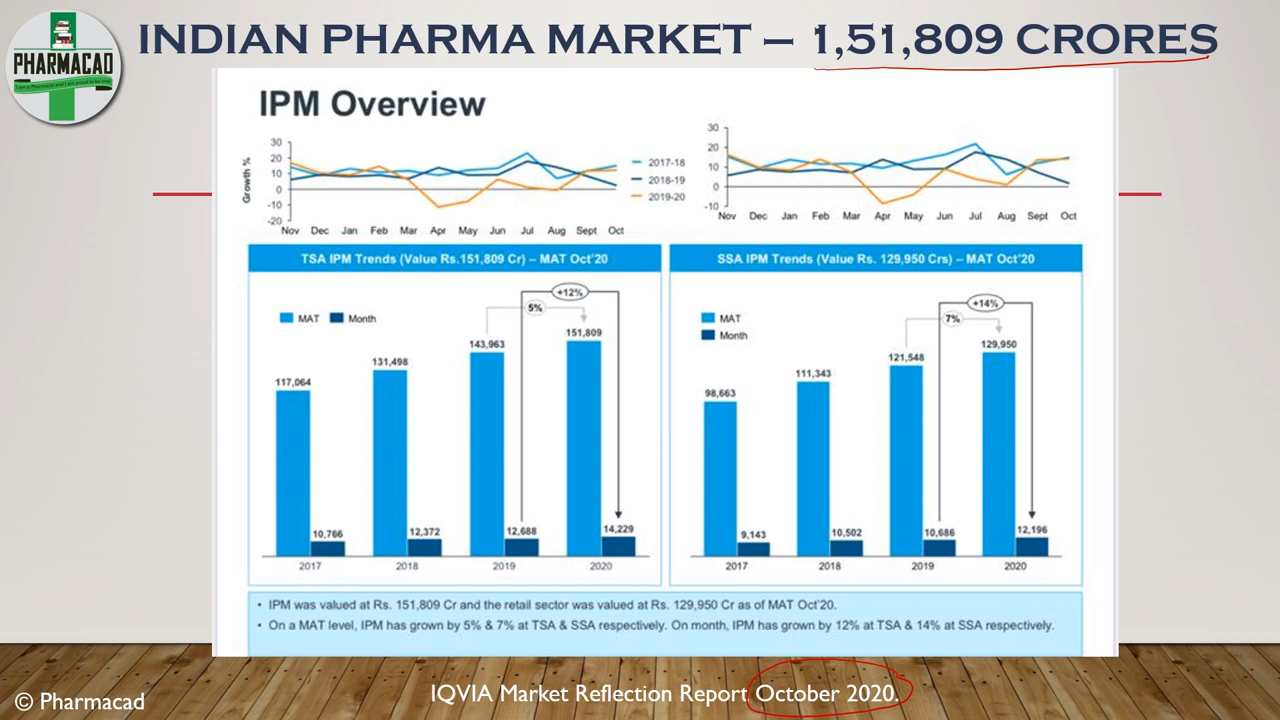 INDIAN PHARMA MARKET – 1,51,809 CRORES
PHARMACAD
IPM Overview
Growth %
30
20
10
0
-10
-20
Nov Dec Jan Feb Mar Apr May Jun Jul Aug Sept Oct
2017-18
2018-19
2019-20
30
20
10
0
-10
Nov Dec Jan Feb Mar Apr May Jun Jul Aug Sept Oct
TSA IPM Trends (Value Rs.151,809 Cr) – MAT Oct'20
MAT Month
+12%
5%
117,064
131,498
143,963
151,809
10,766
12,372
12,688
14,229
2017 2018 2019 2020
SSA IPM Trends (Value Rs. 129,950 Crs) – MAT Oct'20
MAT
Month
+14%
7%
98,663
111,343
121,548
129,950
9,143
10,502
10,686
12,196
2017 2018 2019 2020
• IPM was valued at Rs. 151,809 Cr and the retail sector was valued at Rs. 129,950 Cr as of MAT Oct'20.
• On a MAT level, IPM has grown by 5% & 7% at TSA & SSA respectively. On month, IPM has grown by 12% at TSA & 14% at SSA respectively.
IQVIA Market Reflection Report October 2020.
© Pharmacad